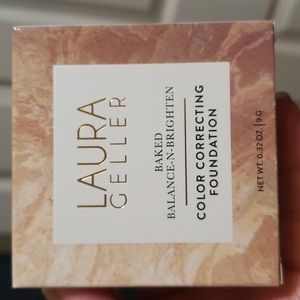 LAURA
GELLER
BAKED
BALANCE-N-BRIGHTEN
COLOR CORRECTING
FOUNDATION
NET WT. 0.32 OZ. | 9 G